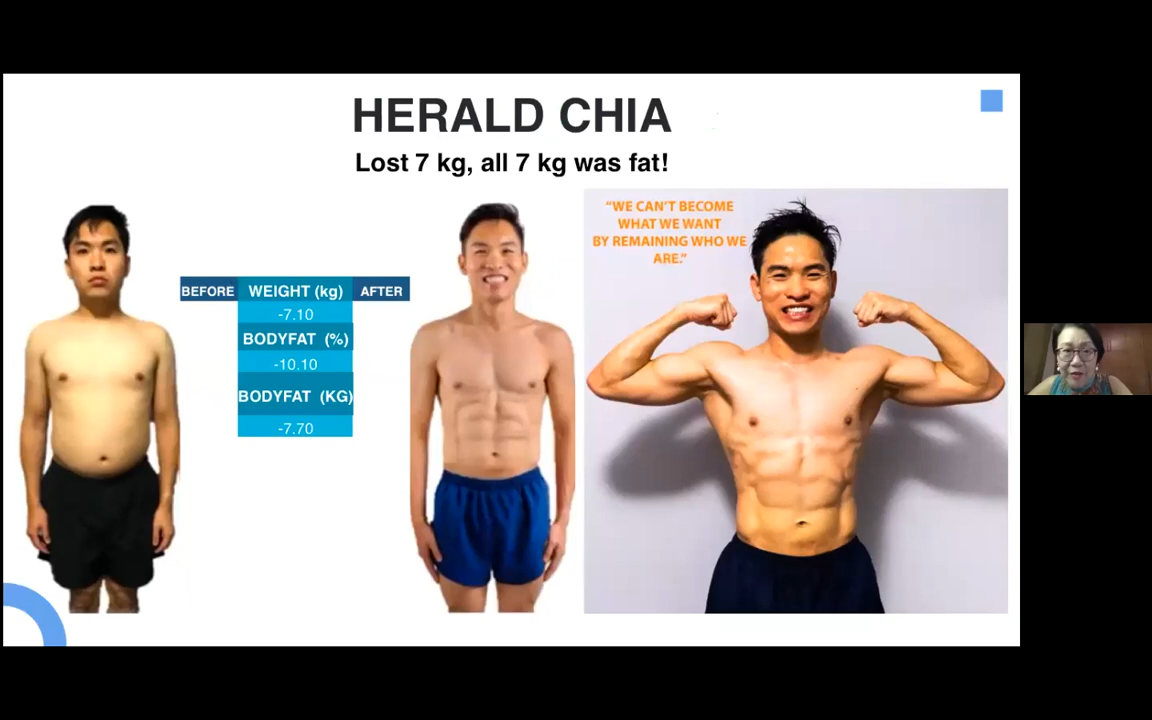 HERALD CHIA
Lost 7 kg, all 7 kg was fat!
BEFORE WEIGHT (kg) AFTER
-7.10
BODYFAT (%)
-10.10
BODYFAT (KG)
-7.70
“WE CAN’T BECOME
WHAT WE WANT
BY REMAINING WHO WE
ARE.”